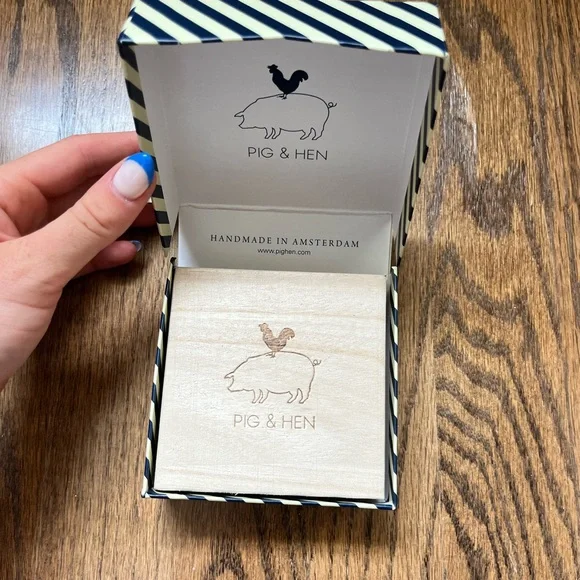 PIG & HEN
HANDMADE IN AMSTERDAM
www.pighen.com
PIG & HEN